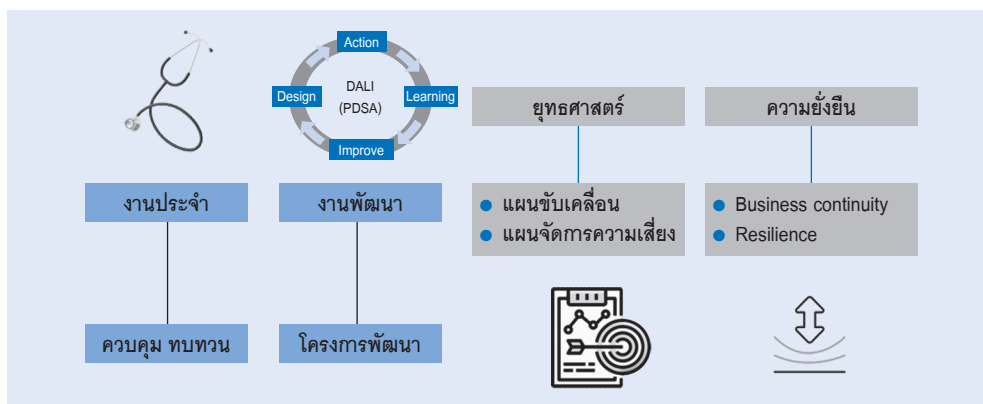 Action
Design
DALI
(PDSA)
Learning
Improve
งานประจำ
ควบคุม ทบทวน
งานพัฒนา
โครงการพัฒนา
ยุทธศาสตร์
แผนขับเคลื่อน
แผนจัดการความเสี่ยง
ความยั่งยืน
Business continuity
Resilience